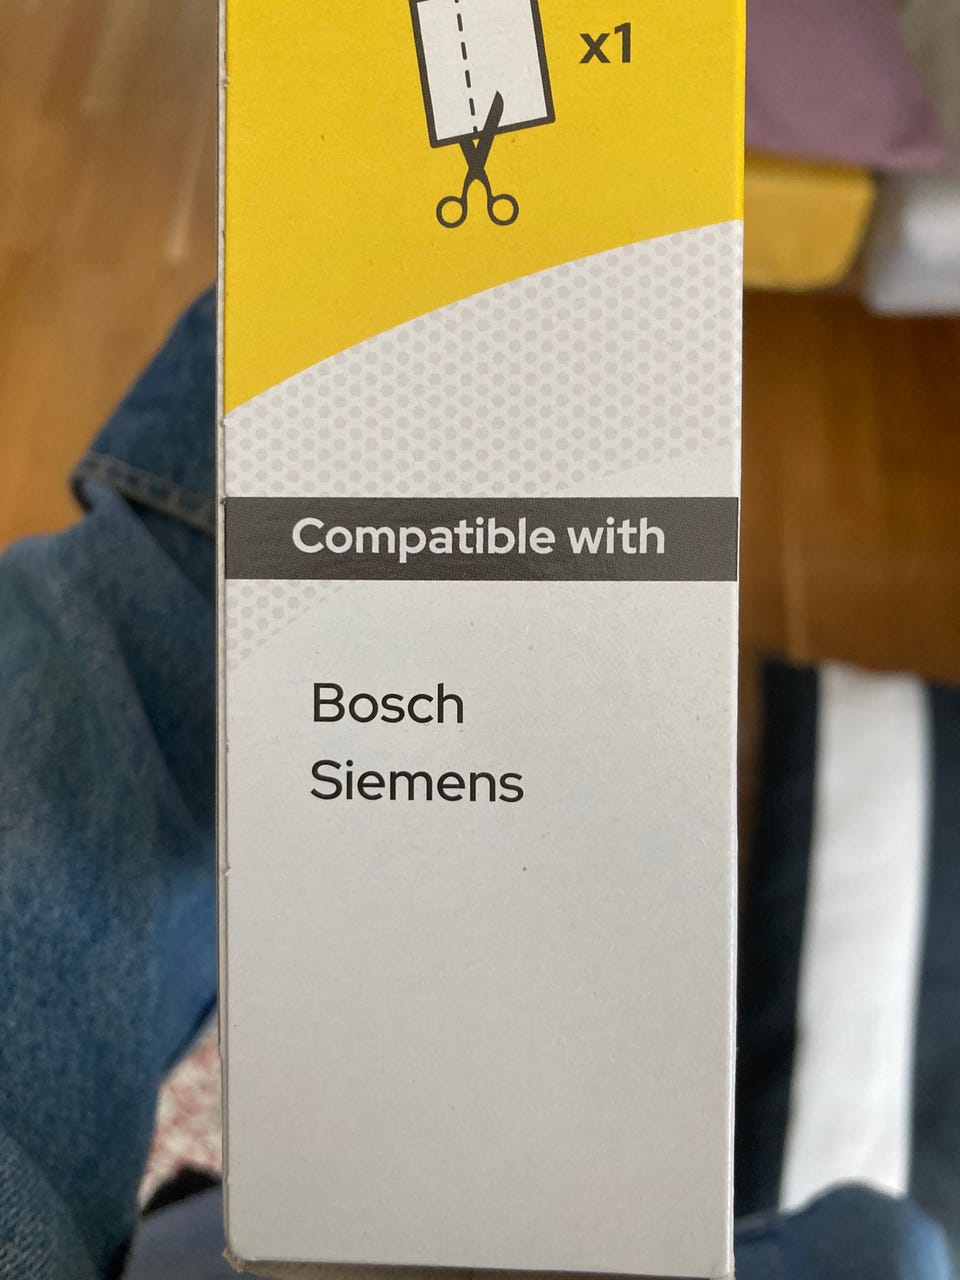 x1
Compatible with
Bosch
Siemens